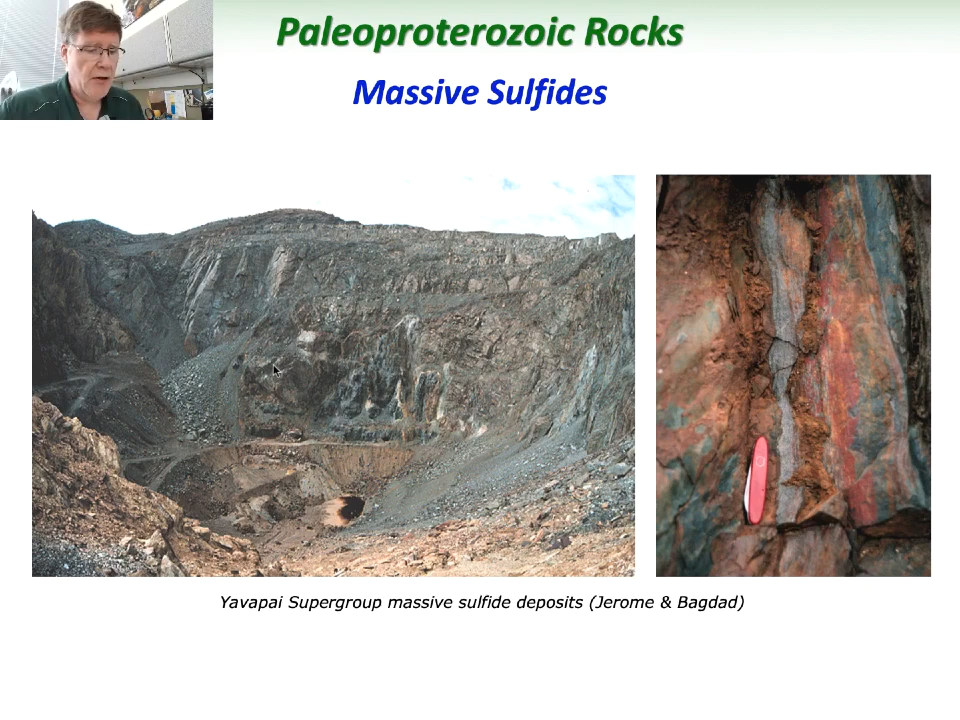 Paleoproterozoic Rocks
Massive Sulfides
Yavapai Supergroup massive sulfide deposits (Jerome & Bagdad)